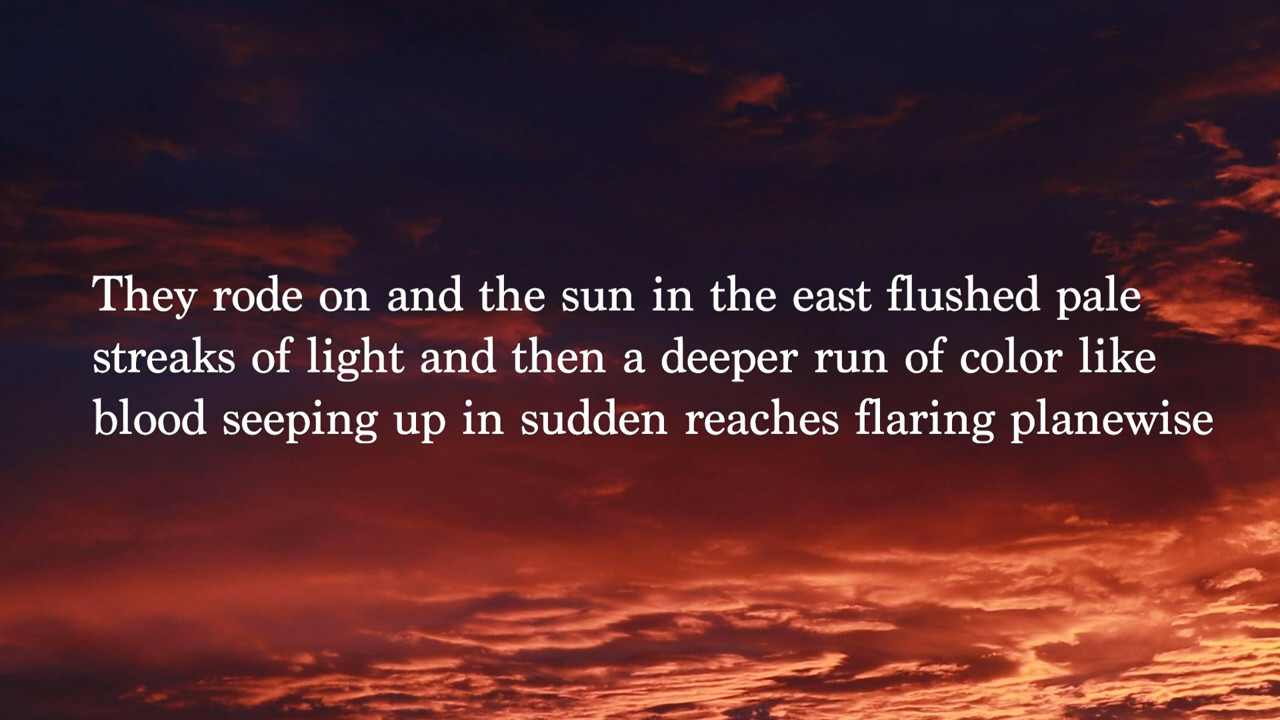 They rode on and the sun in the east flushed pale
streaks of light and then a deeper run of color like
blood seeping up in sudden reaches flaring planewise